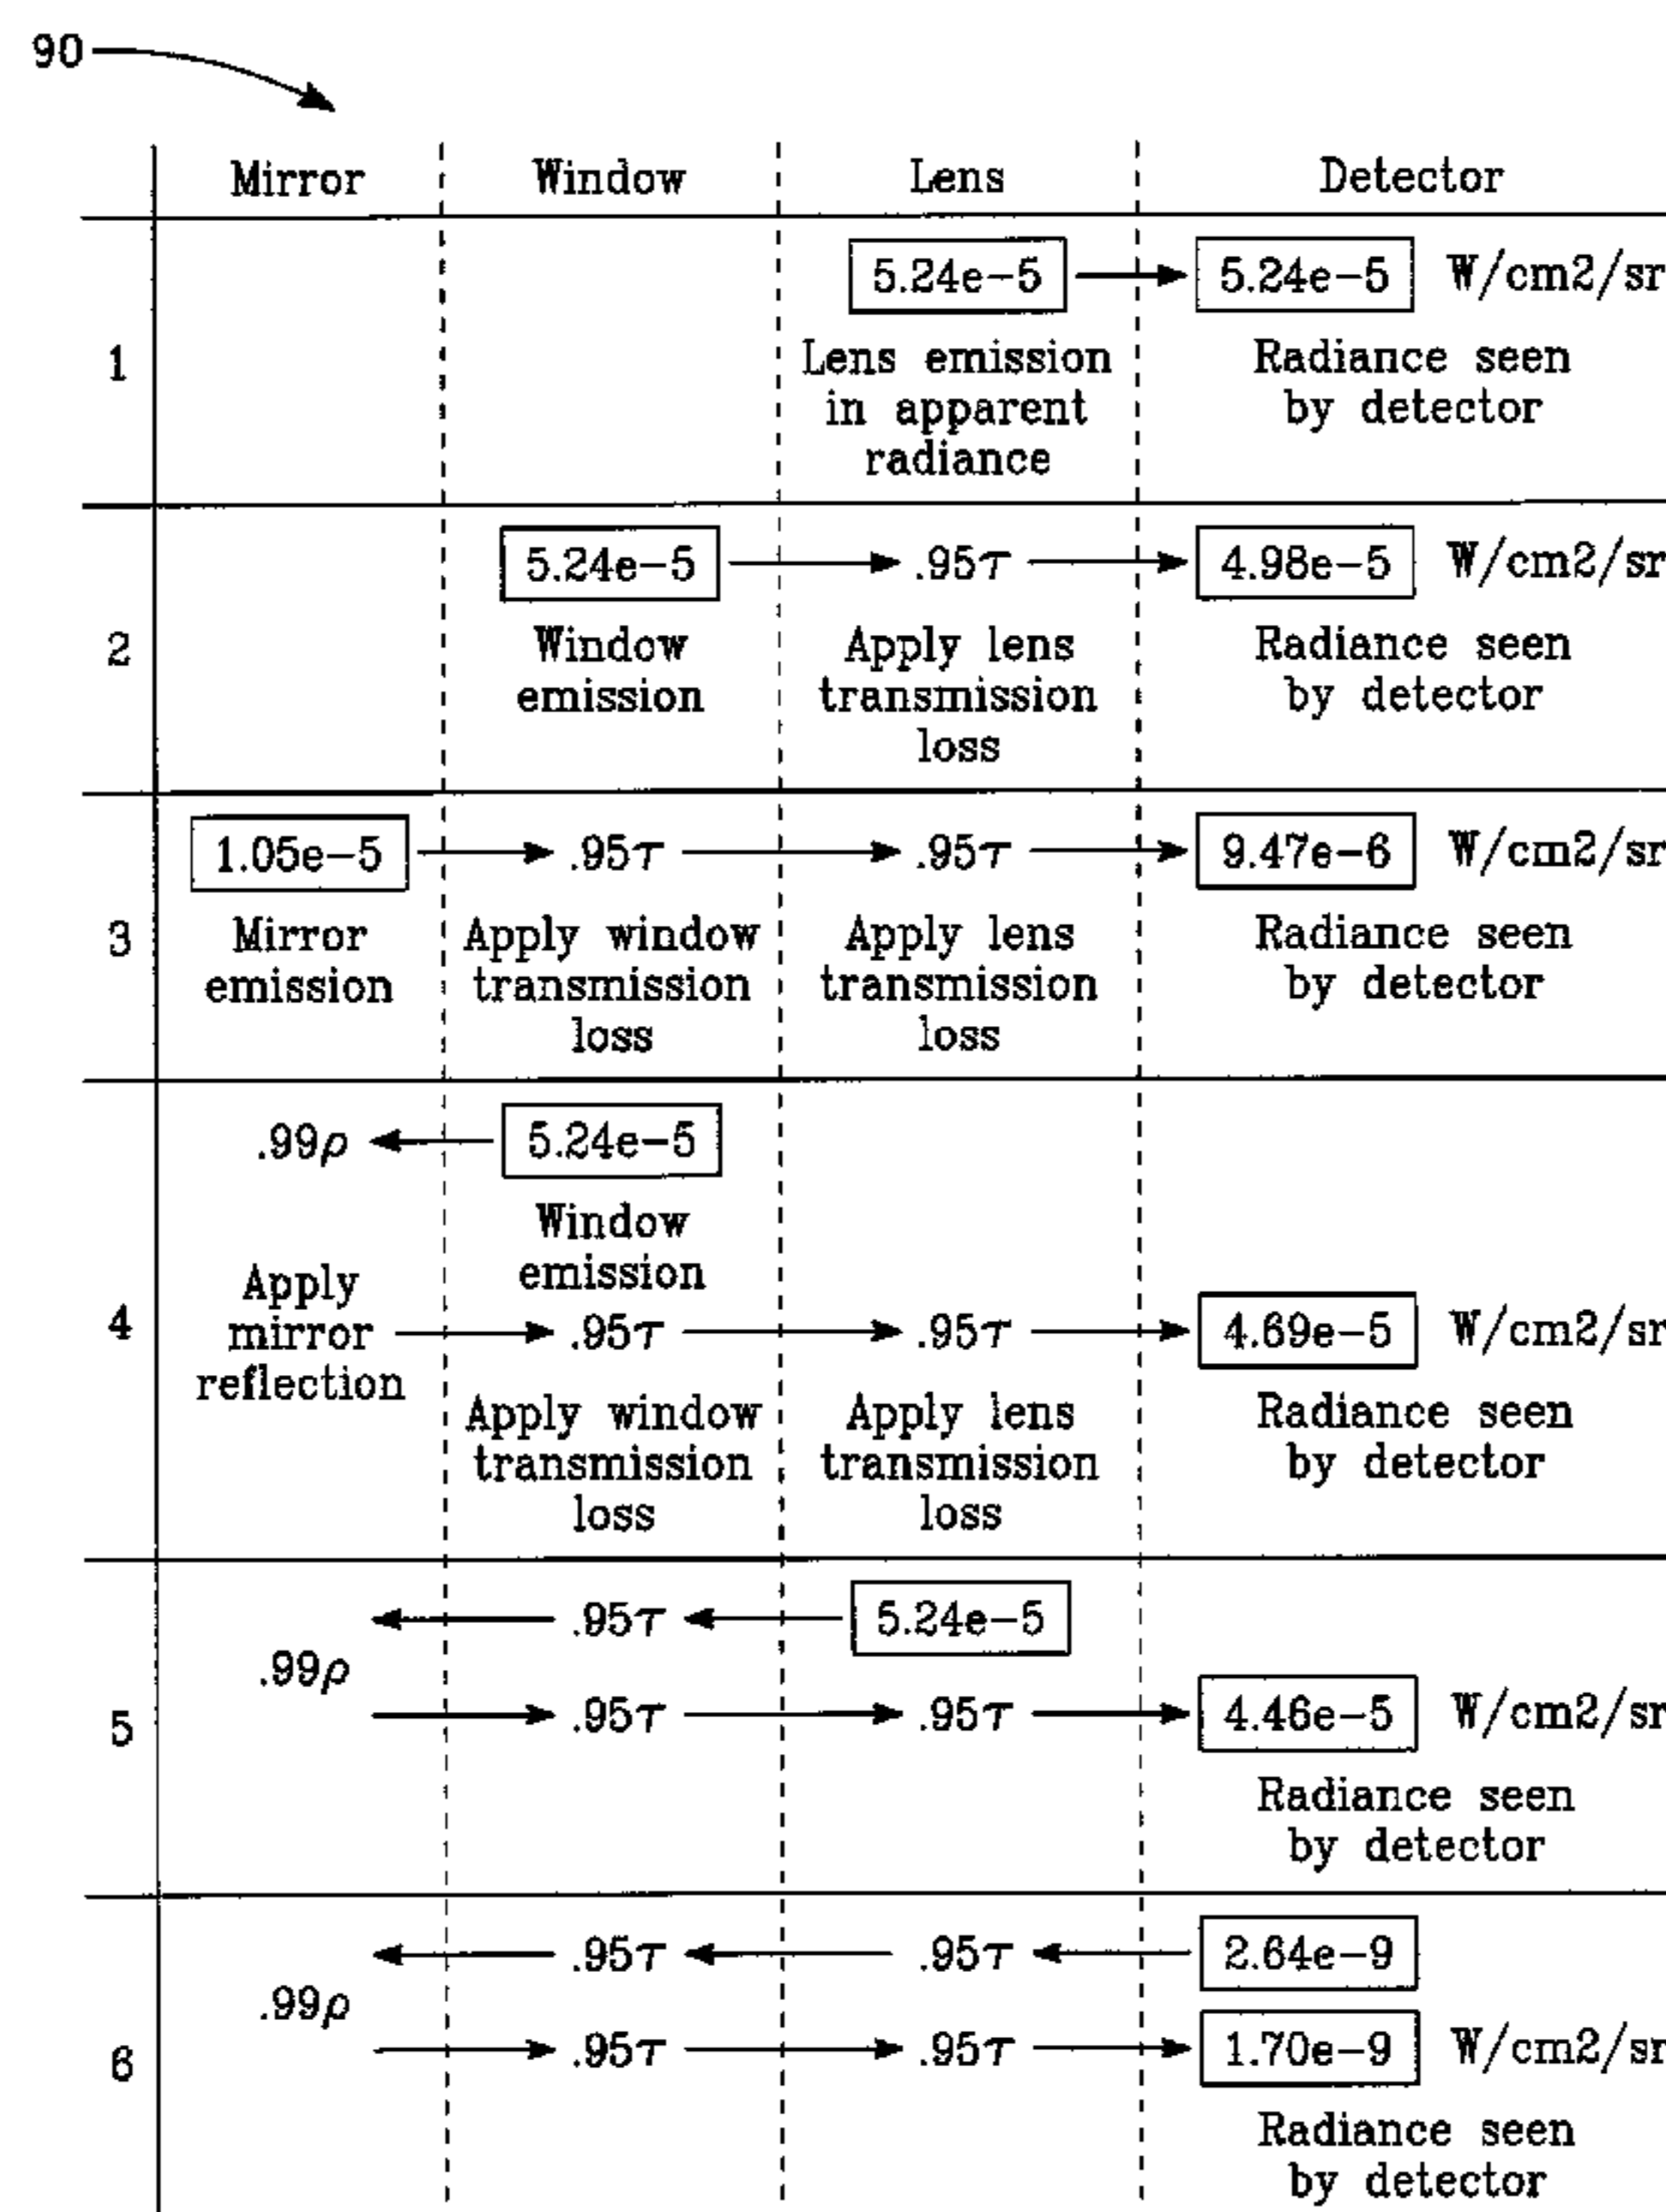 90
Mirror Window Lens Detector
5.24e-5 5.24e-5 W/cm2/sr
1
Lens emission
in apparent
radiance
Radiance seen
by detector
2
5.24e-5 .95τ 4.98e-5 W/cm2/sr
Window
emission
Apply lens
transmission
loss
Radiance seen
by detector
3
1.05e-5 .95τ .95τ 9.47e-6 W/cm2/sr
Mirror
emission
Apply window
transmission
loss
Apply lens
transmission
loss
Radiance seen
by detector
4
.99ρ 5.24e-5
Window
emission
Apply
mirror
reflection
.95τ .95τ 4.69e-5 W/cm2/sr
Apply window
transmission
loss
Apply lens
transmission
loss
Radiance seen
by detector
5
.95τ 5.24e-5
.99ρ
.95τ .95τ 4.46e-5 W/cm2/sr
Radiance seen
by detector
6
.95τ .95τ 2.64e-9
.99ρ
.95τ .95τ 1.70e-9 W/cm2/sr
Radiance seen
by detector